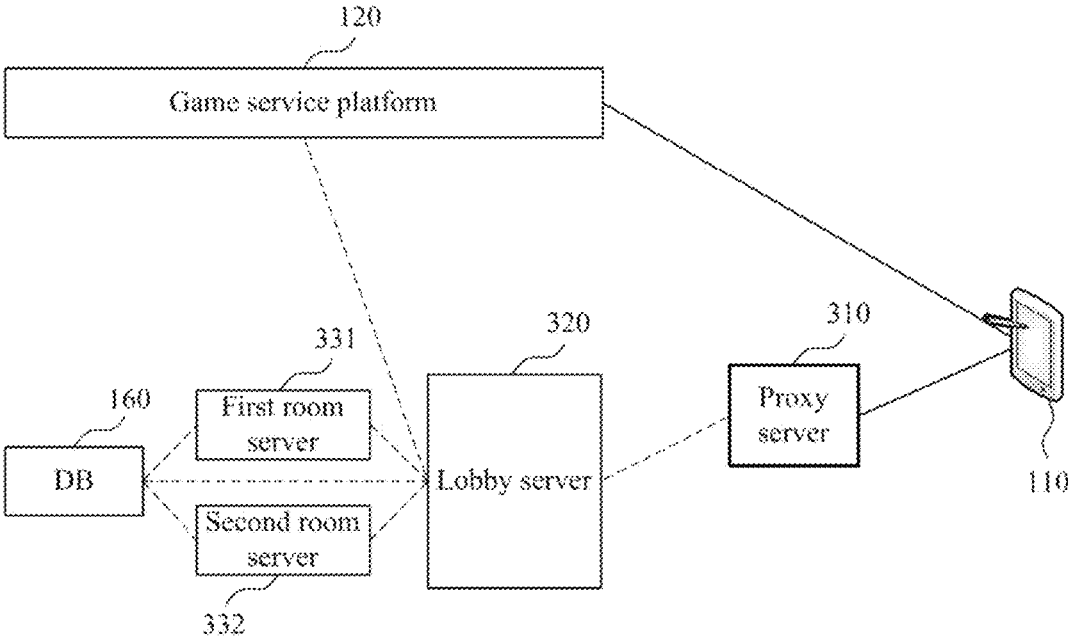 120
Game service platform
310
320
331
First room
server
160
Proxy
server
DB
Lobby server
110
Second room
server
332